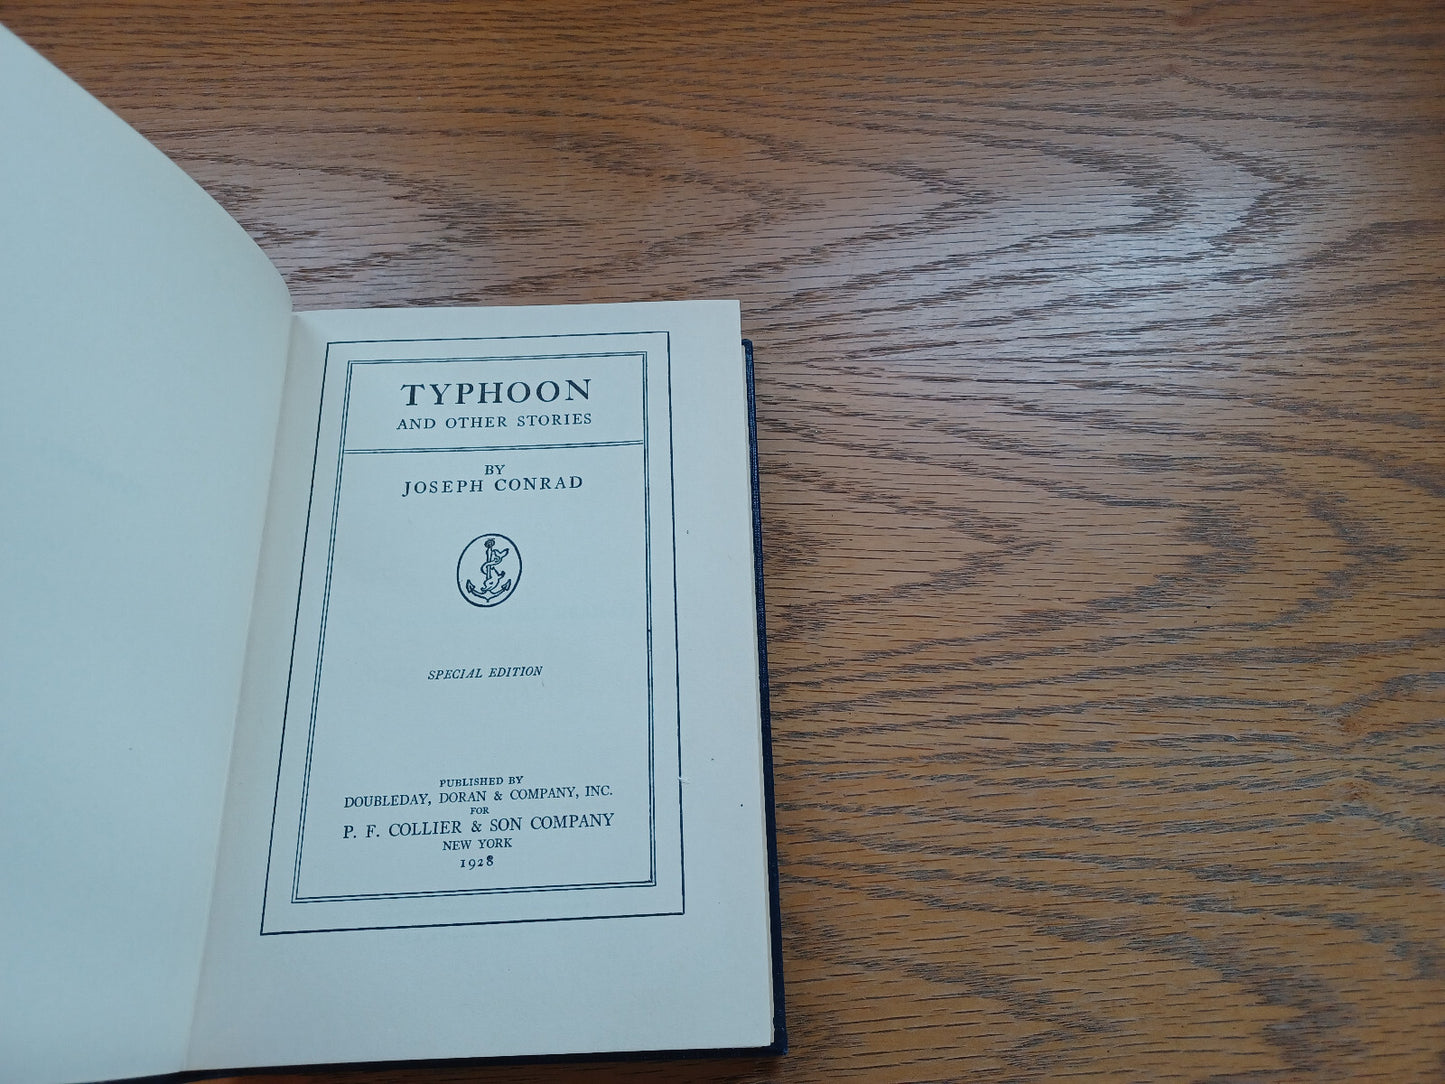 TYPHOON
AND OTHER STORIES
BY
JOSEPH CONRAD
SPECIAL EDITION
PUBLISHED BY
DOUBLEDAY, DORAN & COMPANY, INC.
FOR
P. F. COLLIER & SON COMPANY
NEW YORK
1928